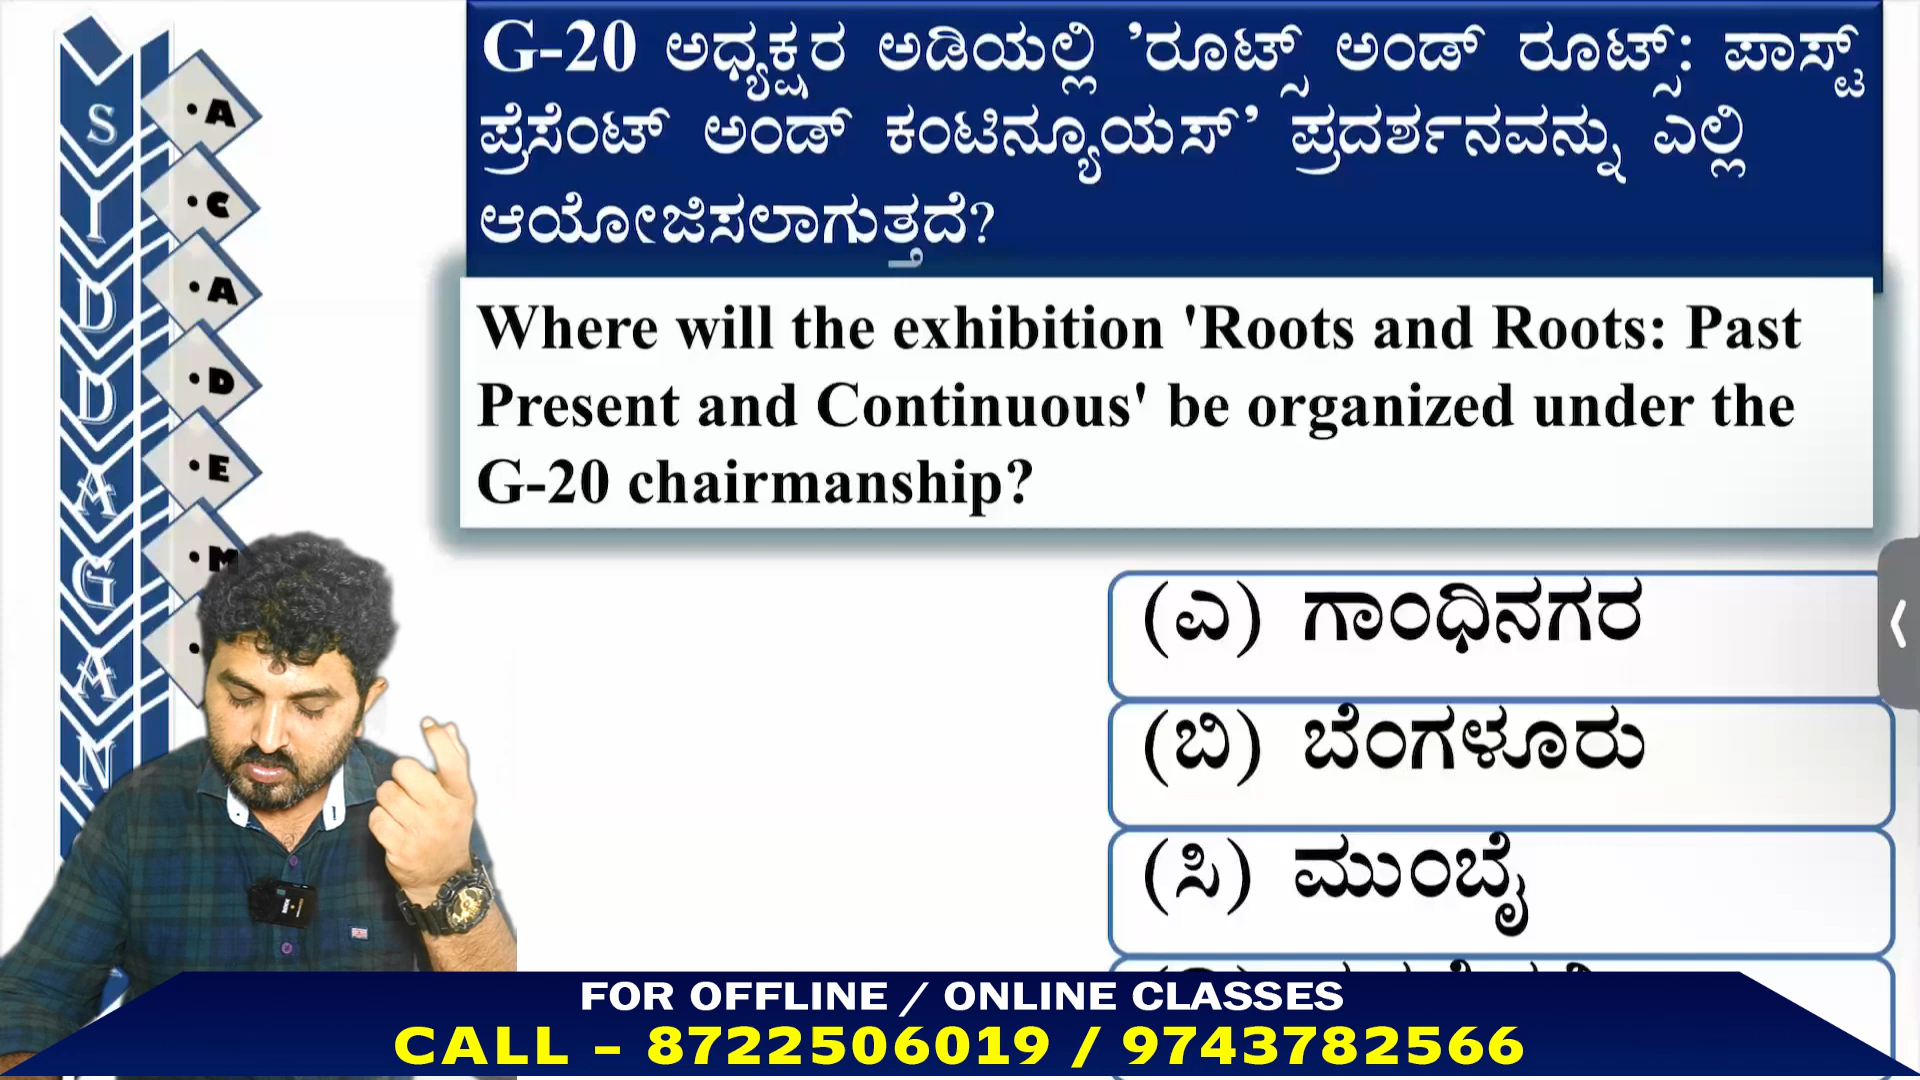 G-20 ಅಧ್ಯಕ್ಷರ ಅಡಿಯಲ್ಲಿ 'ರೂಟ್ಸ್ ಅಂಡ್ ರೂಟ್ಸ್: ಪಾಸ್ಟ್
ಪ್ರೆಸೆಂಟ್ ಅಂಡ್ ಕಂಟಿನ್ಯೂಯಸ್' ಪ್ರದರ್ಶನವನ್ನು ಎಲ್ಲಿ
ಆಯೋಜಿಸಲಾಗುತ್ತದೆ?
Where will the exhibition 'Roots and Roots: Past
Present and Continuous' be organized under the
G-20 chairmanship?
(ಎ) ಗಾಂಧಿನಗರ
(ಬಿ) ಬೆಂಗಳೂರು
(ಸಿ) ಮುಂಬೈ
S
Y
D
D
A
G
A
N
• A
• C
• A
• D
• E
• M
FOR OFFLINE / ONLINE CLASSES
CALL – 8722506019 / 9743782566